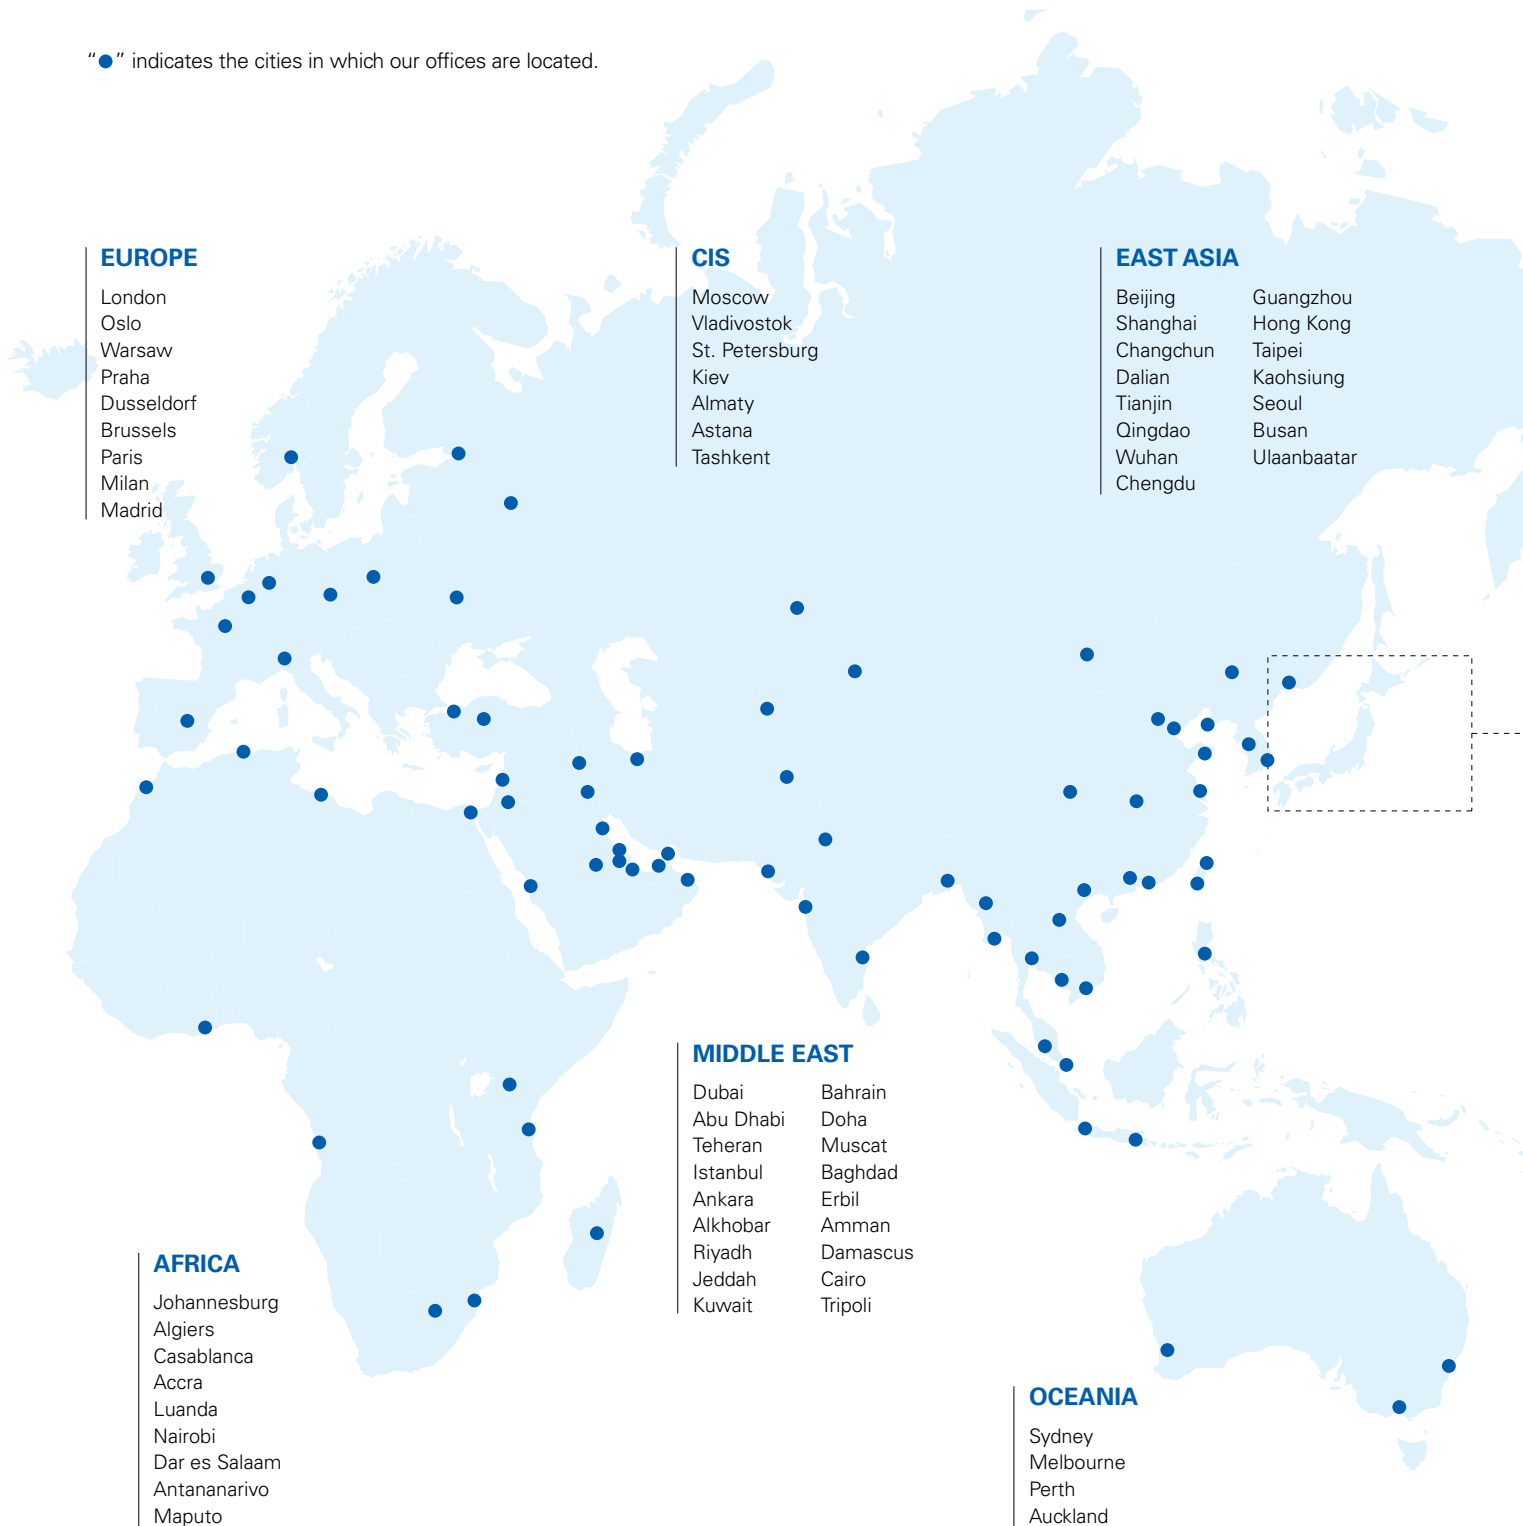 “●” indicates the cities in which our offices are located.
EUROPE
London
Oslo
Warsaw
Praha
Dusseldorf
Brussels
Paris
Milan
Madrid
CIS
Moscow
Vladivostok
St. Petersburg
Kiev
Almaty
Astana
Tashkent
EAST ASIA
Beijing
Shanghai
Changchun
Dalian
Tianjin
Qingdao
Wuhan
Chengdu
Guangzhou
Hong Kong
Taipei
Kaohsiung
Seoul
Busan
Ulaanbaatar
MIDDLE EAST
Dubai
Abu Dhabi
Teheran
Istanbul
Ankara
Alkhobar
Riyadh
Jeddah
Kuwait
Bahrain
Doha
Muscat
Baghdad
Erbil
Amman
Damascus
Cairo
Tripoli
AFRICA
Johannesburg
Algiers
Casablanca
Accra
Luanda
Nairobi
Dar es Salaam
Antananarivo
Maputo
OCEANIA
Sydney
Melbourne
Perth
Auckland